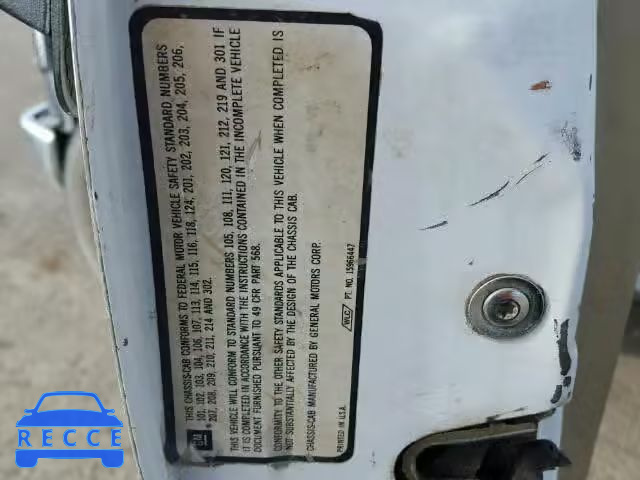 THIS CHASSIS-CAB CONFORMS TO FEDERAL MOTOR VEHICLE SAFETY STANDARD NUMBERS
101, 102, 103, 104, 106, 107, 113, 114, 115, 116, 118, 124, 201, 202, 203, 204, 205, 206,
207, 208, 209, 210, 211, 214 AND 302.
THIS VEHICLE WILL CONFORM TO STANDARD NUMBERS 105, 108, 111, 120, 121, 212, 219 AND 301 IF
IT IS COMPLETED IN ACCORDANCE WITH THE INSTRUCTIONS CONTAINED IN THE INCOMPLETE VEHICLE
DOCUMENT FURNISHED PURSUANT TO 49 CFR PART 568.
CONFORMITY TO THE OTHER SAFETY STANDARDS APPLICABLE TO THIS VEHICLE WHEN COMPLETED IS
NOT SUBSTANTIALLY AFFECTED BY THE DESIGN OF THE CHASSIS CAB.
CHASSIS-CAB MANUFACTURED BY GENERAL MOTORS CORP.
PRINTED IN U.S.A.
WLC PT. NO. 15966447
GM
RECCE